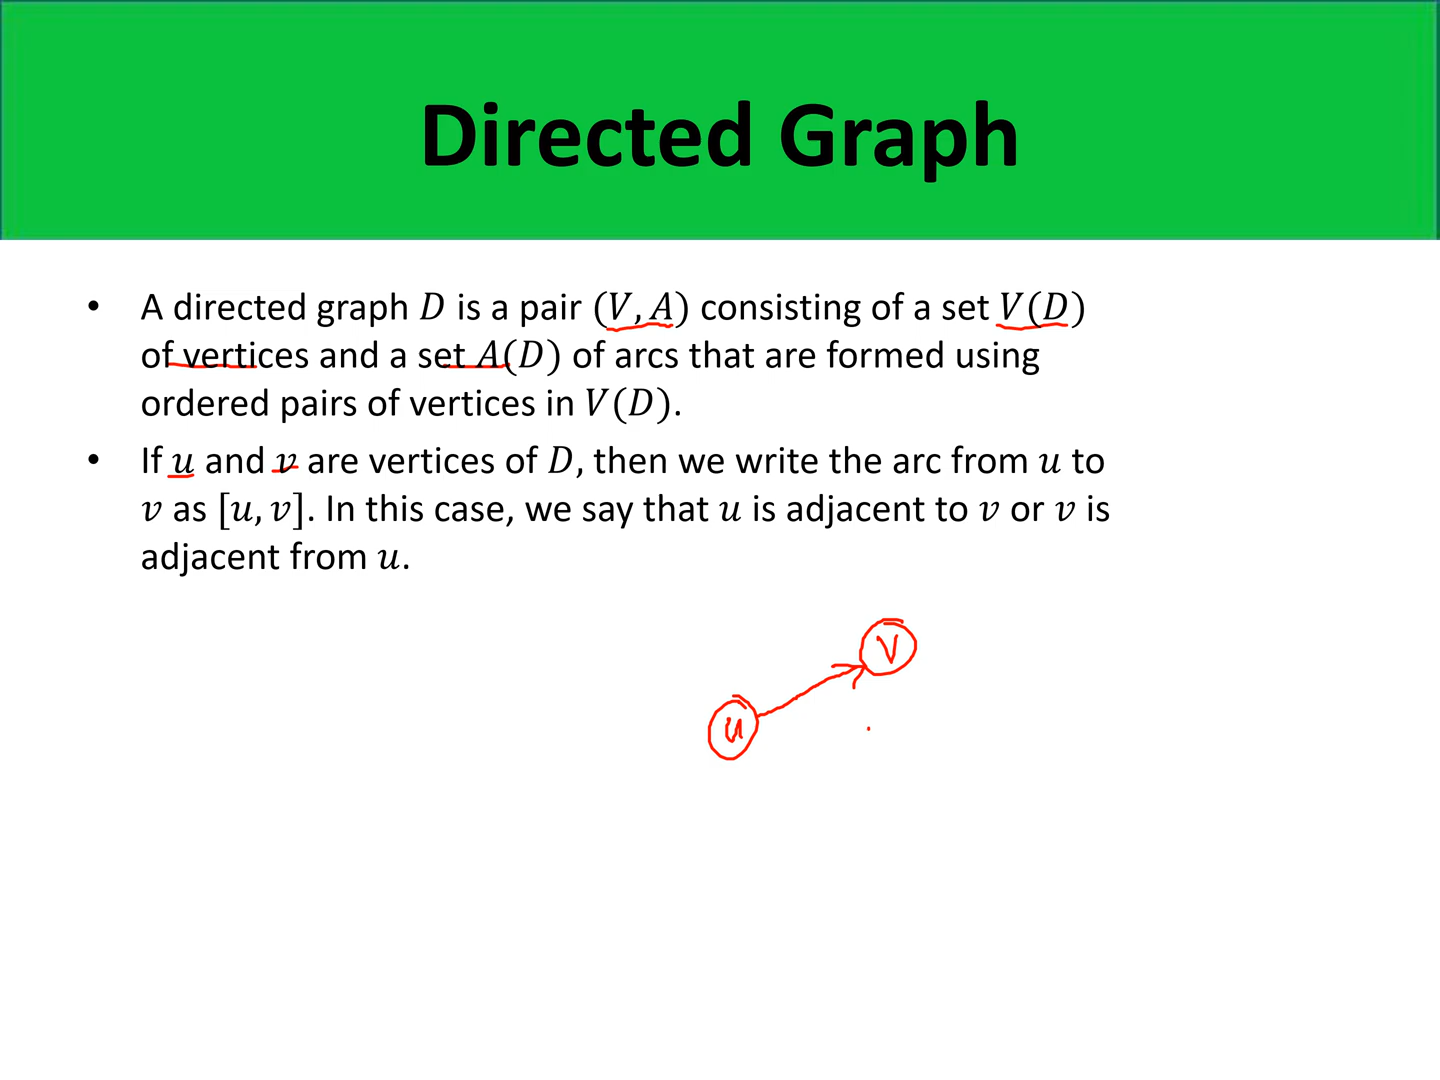 Directed Graph
• A directed graph D is a pair (V, A) consisting of a set V(D)
of vertices and a set A(D) of arcs that are formed using
ordered pairs of vertices in V(D).
• If u and v are vertices of D, then we write the arc from u to
v as [u, v]. In this case, we say that u is adjacent to v or v is
adjacent from u.
V
u